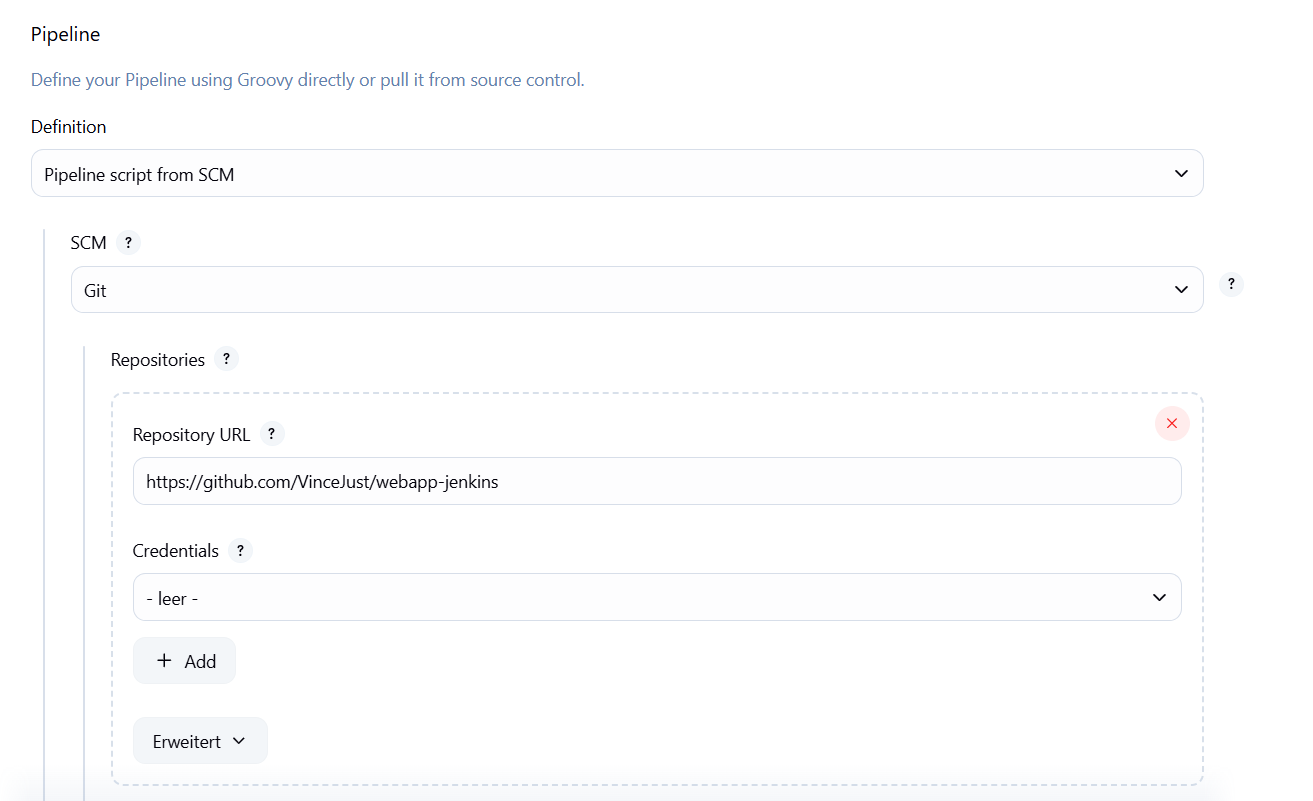 Pipeline
Define your Pipeline using Groovy directly or pull it from source control.
Definition
Pipeline script from SCM
SCM ?
Git
?
Repositories ?
Repository URL ?
https://github.com/VinceJust/webapp-jenkins
Credentials ?
- leer -
+ Add
Erweitert